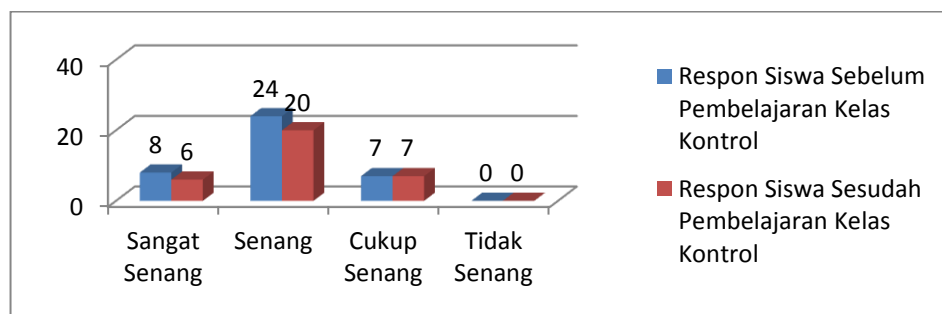 40
20
0
8
6
24
20
7
7
0
0
Sangat
Senang
Senang
Cukup
Senang
Tidak
Senang
Respon Siswa Sebelum
Pembelajaran Kelas
Kontrol
Respon Siswa Sesudah
Pembelajaran Kelas
Kontrol